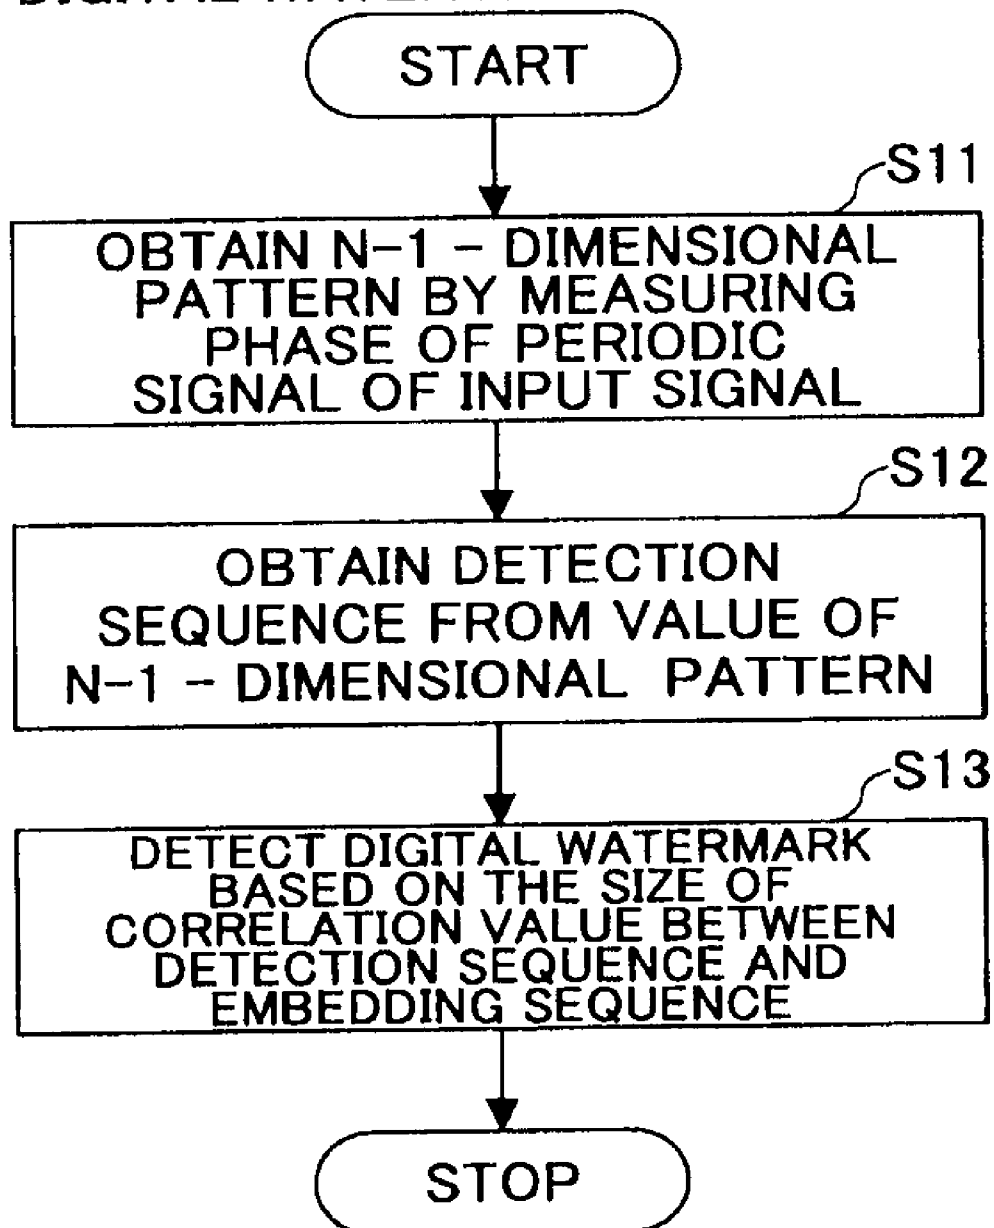 START
S11
OBTAIN N-1 - DIMENSIONAL
PATTERN BY MEASURING
PHASE OF PERIODIC
SIGNAL OF INPUT SIGNAL
S12
OBTAIN DETECTION
SEQUENCE FROM VALUE OF
N-1 - DIMENSIONAL PATTERN
S13
DETECT DIGITAL WATERMARK
BASED ON THE SIZE OF
CORRELATION VALUE BETWEEN
DETECTION SEQUENCE AND
EMBEDDING SEQUENCE
STOP